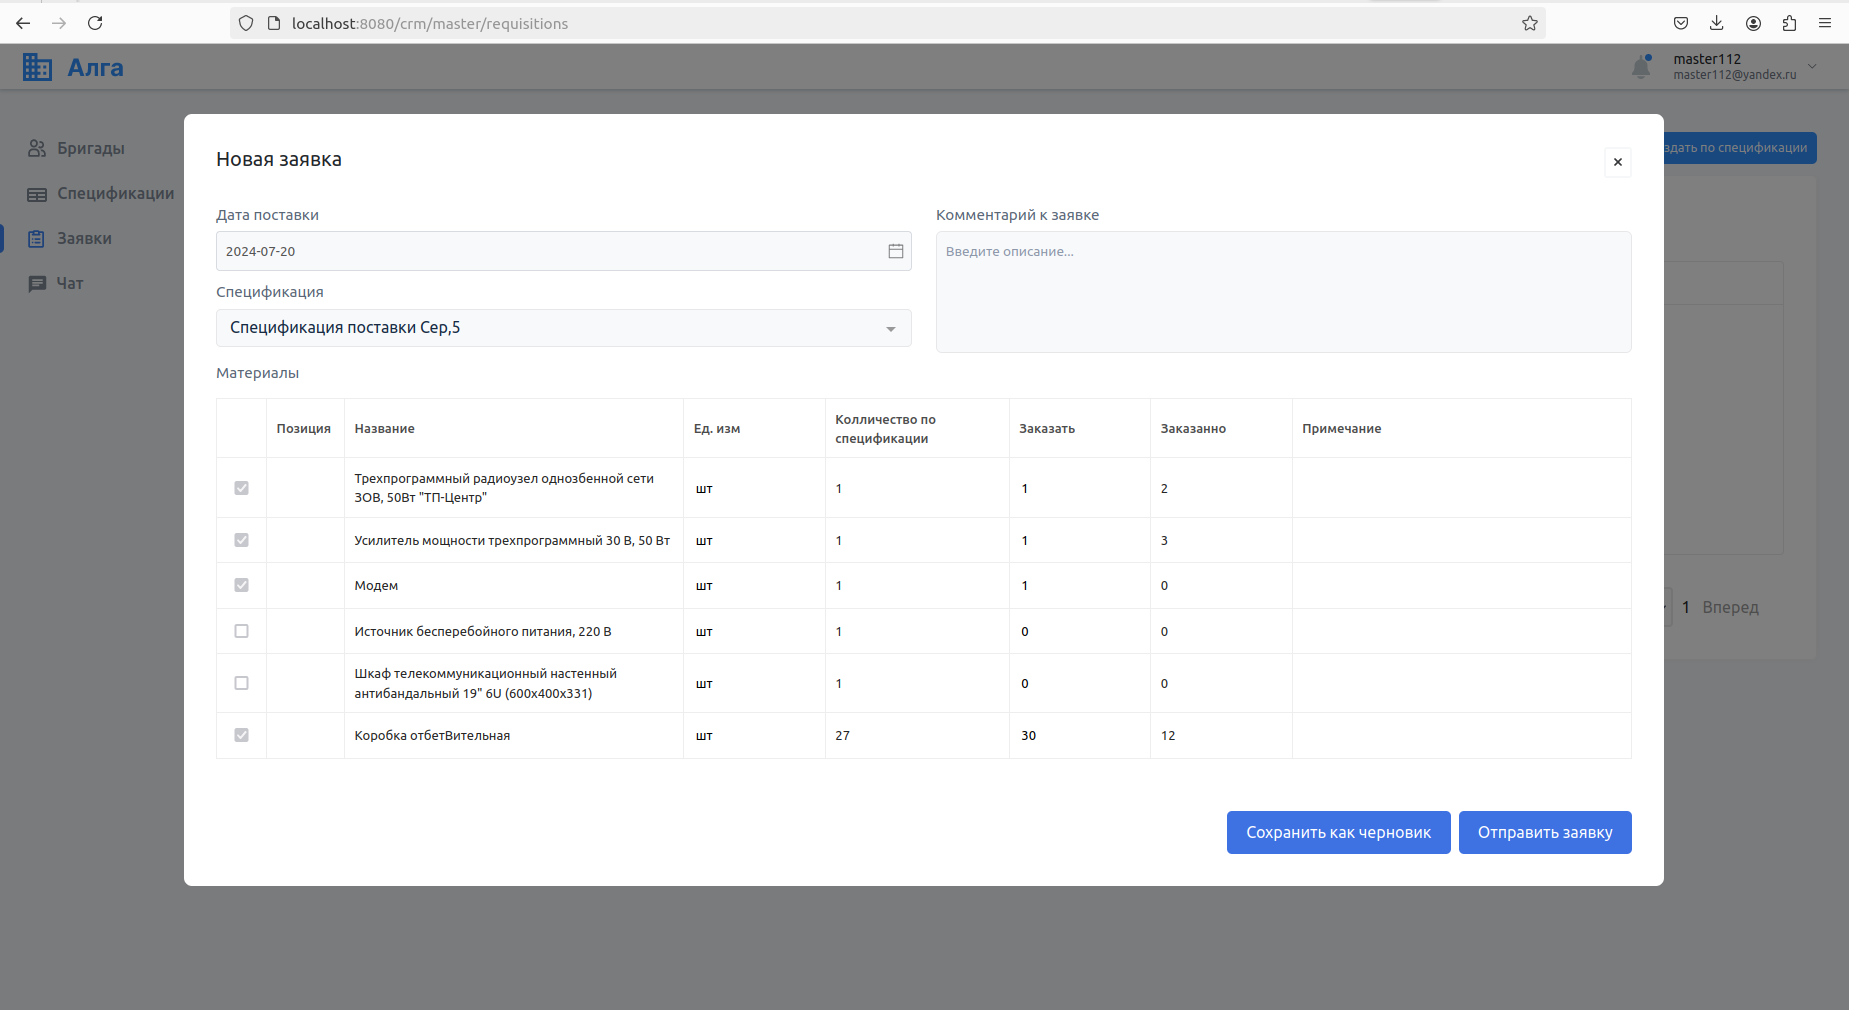 localhost:8080/crm/master/requisitions
Алга
master112
master112@yandex.ru
Бригады
Спецификации
Заявки
Чат
здать по спецификации
Новая заявка
Дата поставки
2024-07-20
Комментарий к заявке
Введите описание...
Спецификация
Спецификация поставки Сер,5
Материалы
Позиция Название Ед. изм Колличество по спецификации Заказать Заказанно Примечание
Трехпрограммный радиоузел однозбенной сети
ЗОВ, 50Вт "ТП-Центр" шт 1 1 2
Усилитель мощности трехпрограммный 30 В, 50 Вт шт 1 1 3
Модем шт 1 1 0
Источник бесперебойного питания, 220 В шт 1 0 0
Шкаф телекоммуникационный настенный
антибандальный 19" 6U (600х400х331) шт 1 0 0
Коробка отбетВительная шт 27 30 12
1 Вперед
Сохранить как черновик
Отправить заявку